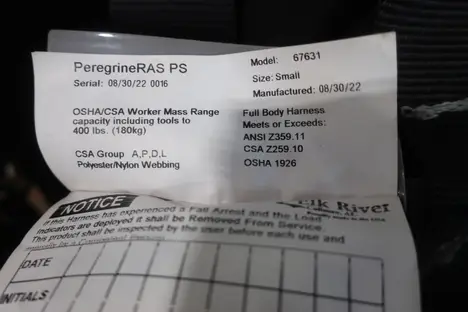 PeregrineRAS PS
Serial: 08/30/22 0016
Model: 67631
Size: Small
Manufactured: 08/30/22
OSHA/CSA Worker Mass Range
capacity including tools to
400 lbs. (180kg)
CSA Group A,P,D,L
Polyester/Nylon Webbing
Full Body Harness
Meets or Exceeds:
ANSI Z359.11
CSA Z259.10
OSHA 1926
NOTICE
Elk River
If this Harness has experienced a Fall Arrest and the Load
Indicators are deployed it shall be Removed From Service.
This product shall be inspected by the user before each use and
DATE
INITIALS